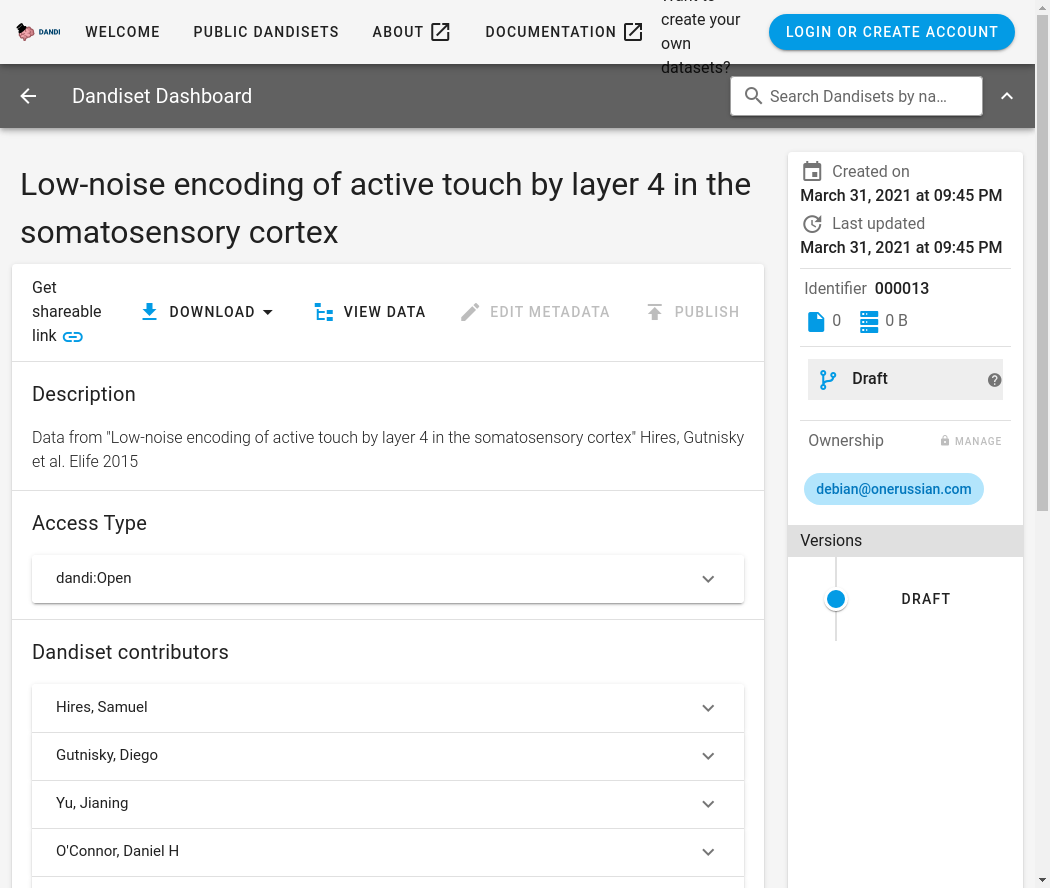 DANDI
WELCOME
PUBLIC DANDISETS
ABOUT
DOCUMENTATION
create your
own
datasets?
LOGIN OR CREATE ACCOUNT
Dandiset Dashboard
Search Dandisets by na...
Low-noise encoding of active touch by layer 4 in the
somatosensory cortex
Get
shareable
link
DOWNLOAD
VIEW DATA
EDIT METADATA
PUBLISH
Description
Data from "Low-noise encoding of active touch by layer 4 in the somatosensory cortex" Hires, Gutnisky
et al. Elife 2015
Access Type
dandi:Open
Dandiset contributors
Hires, Samuel
Gutnisky, Diego
Yu, Jianing
O'Connor, Daniel H
Created on
March 31, 2021 at 09:45 PM
Last updated
March 31, 2021 at 09:45 PM
Identifier 000013
0 0 B
Draft
Ownership MANAGE
debian@onerussian.com
Versions
DRAFT